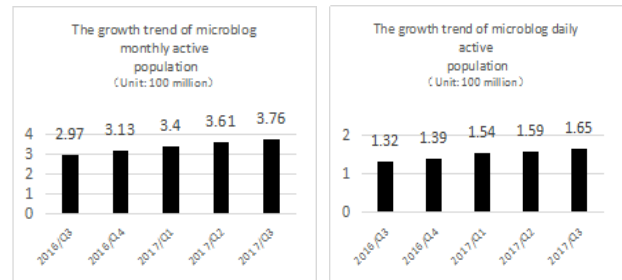 The growth trend of microblog
monthly active
population
(Unit: 100 million)
2.97 3.13 3.4 3.61 3.76
4
3
2
1
0
2016/Q3 2016/Q4 2017/Q1 2017/Q2 2017/Q3
The growth trend of microblog daily
active
population
(Unit: 100 million)
1.32 1.39 1.54 1.59 1.65
2
1
0
2016/Q3 2016/Q4 2017/Q1 2017/Q2 2017/Q3